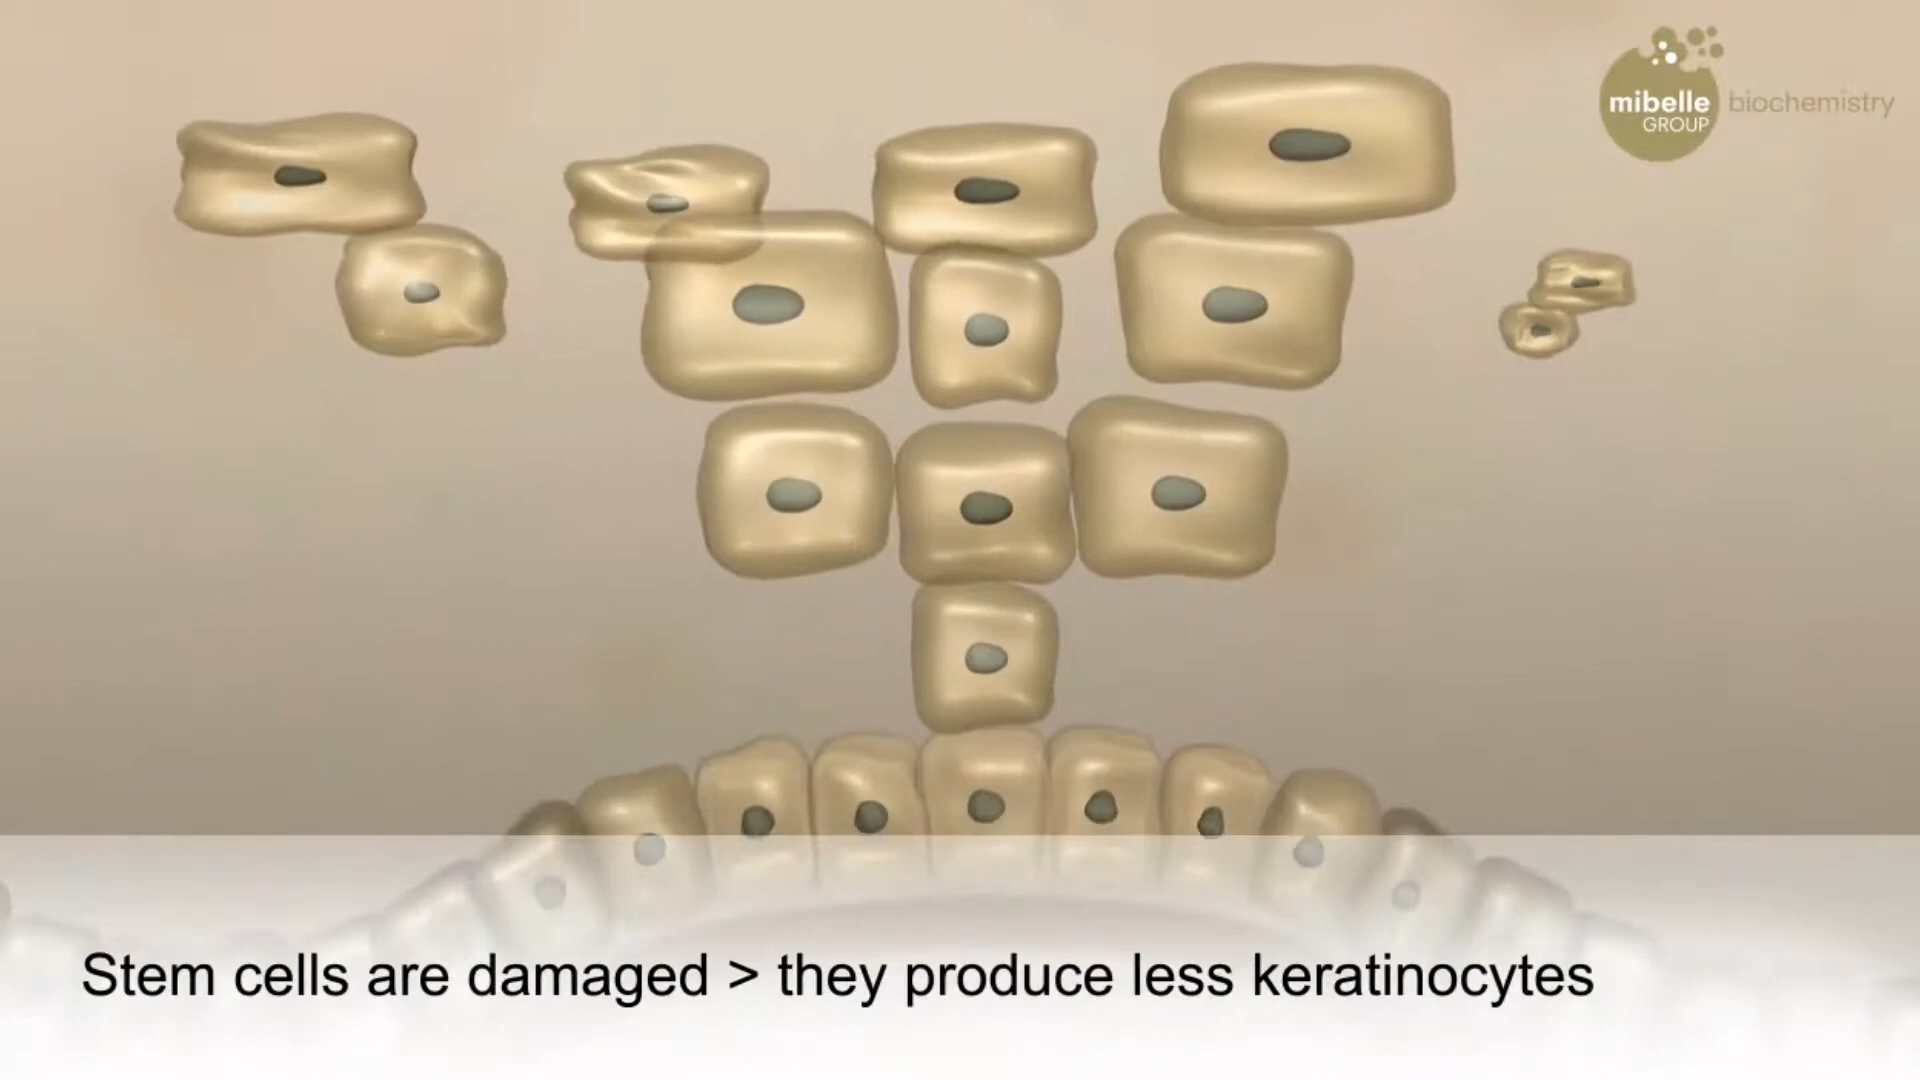 mibelle
GROUP
biochemistry
Stem cells are damaged > they produce less keratinocytes